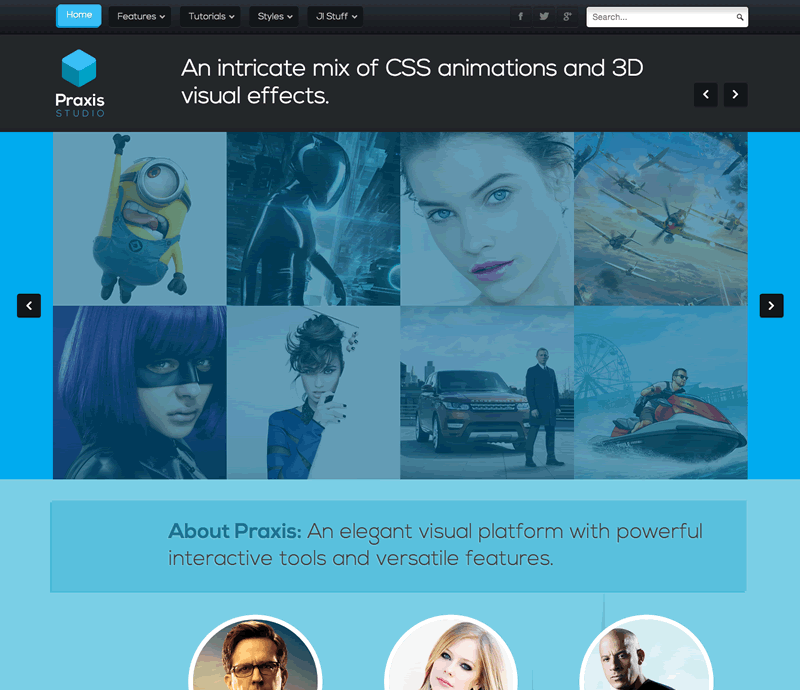 Home
Features
Tutorials
Styles
JI Stuff
Search...
Praxis
STUDIO
An intricate mix of CSS animations and 3D
visual effects.
About Praxis: An elegant visual platform with powerful
interactive tools and versatile features.